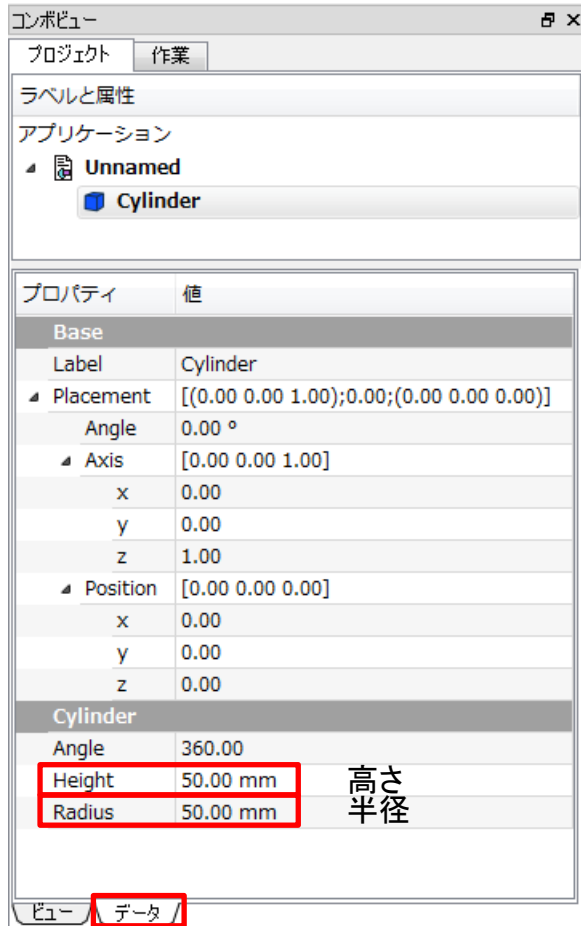 コンボビュー
プロジェクト 作業
ラベルと属性
アプリケーション
Unnamed
Cylinder
プロパティ 値
Base
Label Cylinder
Placement [(0.00 0.00 1.00);0.00;(0.00 0.00 0.00)]
Angle 0.00 °
Axis [0.00 0.00 1.00]
x 0.00
y 0.00
z 1.00
Position [0.00 0.00 0.00]
x 0.00
y 0.00
z 0.00
Cylinder
Angle 360.00
Height 50.00 mm 高さ
Radius 50.00 mm 半径
ビュー データ